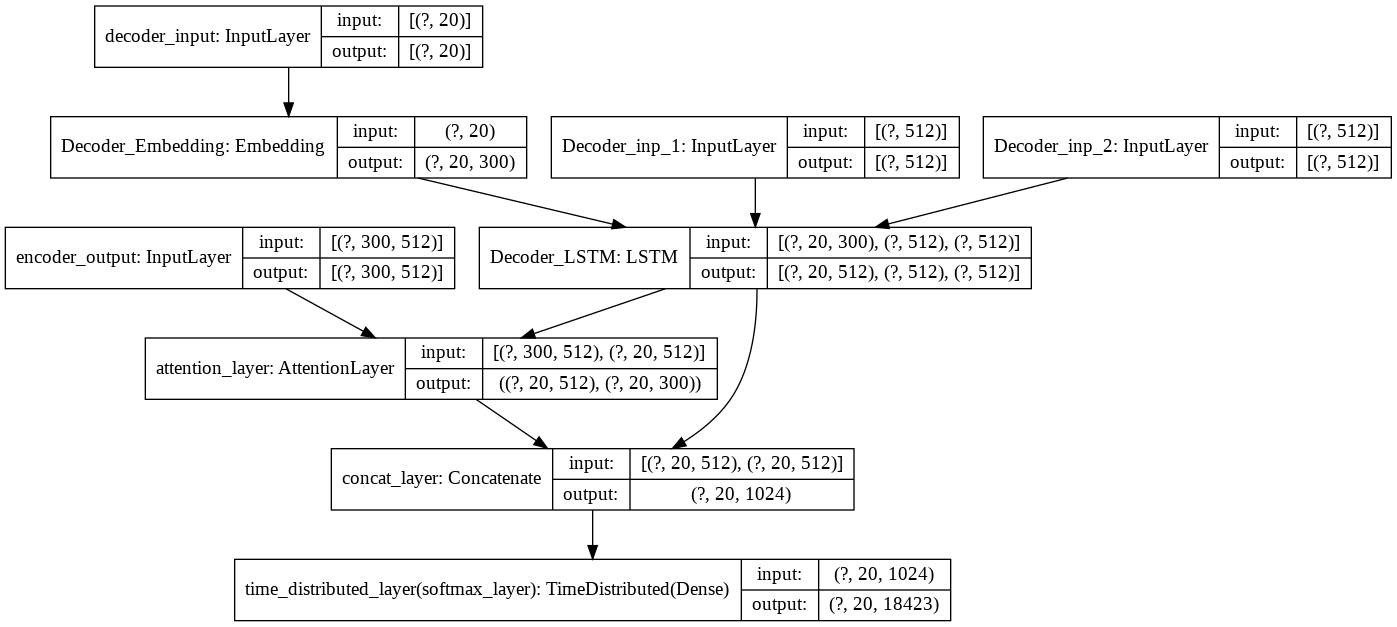 decoder_input: InputLayer
input: [(?, 20)]
output: [(?, 20)]
Decoder_Embedding: Embedding
input: (?, 20)
output: (?, 20, 300)
Decoder_inp_1: InputLayer
input: [(?, 512)]
output: [(?, 512)]
Decoder_inp_2: InputLayer
input: [(?, 512)]
output: [(?, 512)]
encoder_output: InputLayer
input: [(?, 300, 512)]
output: [(?, 300, 512)]
Decoder_LSTM: LSTM
input: [(?, 20, 300), (?, 512), (?, 512)]
output: [(?, 20, 512), (?, 512), (?, 512)]
attention_layer: AttentionLayer
input: [(?, 300, 512), (?, 20, 512)]
output: ((?, 20, 512), (?, 20, 300))
concat_layer: Concatenate
input: [(?, 20, 512), (?, 20, 512)]
output: (?, 20, 1024)
time_distributed_layer(softmax_layer): TimeDistributed(Dense)
input: (?, 20, 1024)
output: (?, 20, 18423)